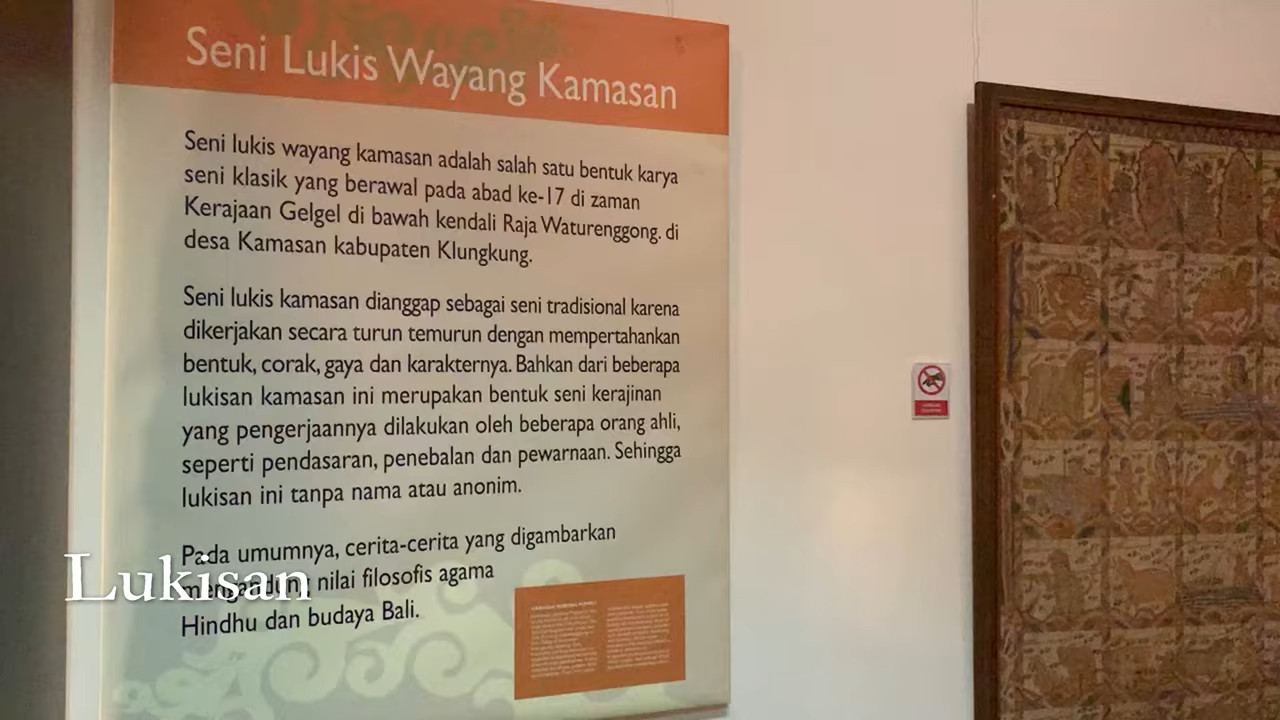 Seni Lukis Wayang Kamasan
Seni lukis wayang kamasan adalah salah satu bentuk karya
seni klasik yang berawal pada abad ke-17 di zaman
Kerajaan Gelgel di bawah kendali Raja Waturenggong. di
desa Kamasan kabupaten Klungkung.
Seni lukis kamasan dianggap sebagai seni tradisional karena
dikerjakan secara turun temurun dengan mempertahankan
bentuk, corak, gaya dan karakternya. Bahkan dari beberapa
lukisan kamasan ini merupakan bentuk seni kerajinan
yang pengerjaannya dilakukan oleh beberapa orang ahli,
seperti pendasaran, penebalan dan pewarnaan. Sehingga
lukisan ini tanpa nama atau anonim.
Pada umumnya, cerita-cerita yang digambarkan
mengandung nilai filosofis agama
Hindhu dan budaya Bali.
Lukisan